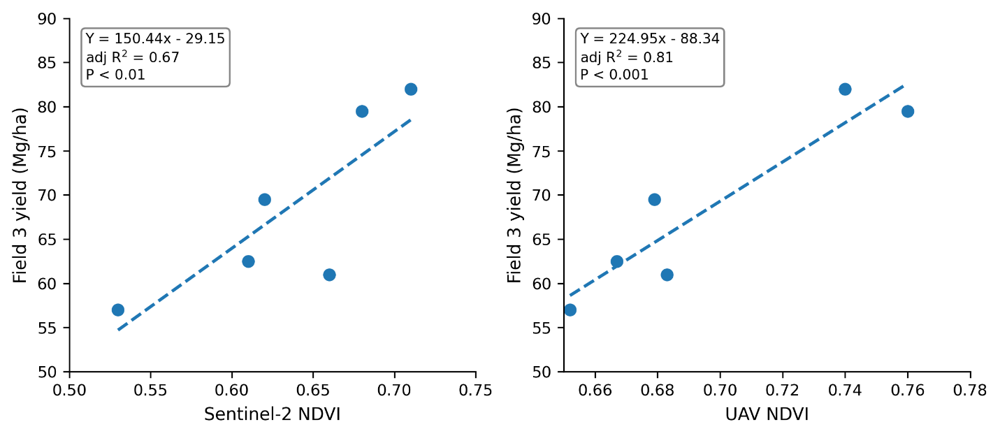 Y = 150.44x - 29.15
adj R² = 0.67
P < 0.01
90
85
80
75
70
65
60
55
50
Field 3 yield (Mg/ha)
0.50 0.55 0.60 0.65 0.70 0.75
Sentinel-2 NDVI
Y = 224.95x - 88.34
adj R² = 0.81
P < 0.001
90
85
80
75
70
65
60
55
50
Field 3 yield (Mg/ha)
0.66 0.68 0.70 0.72 0.74 0.76 0.78
UAV NDVI